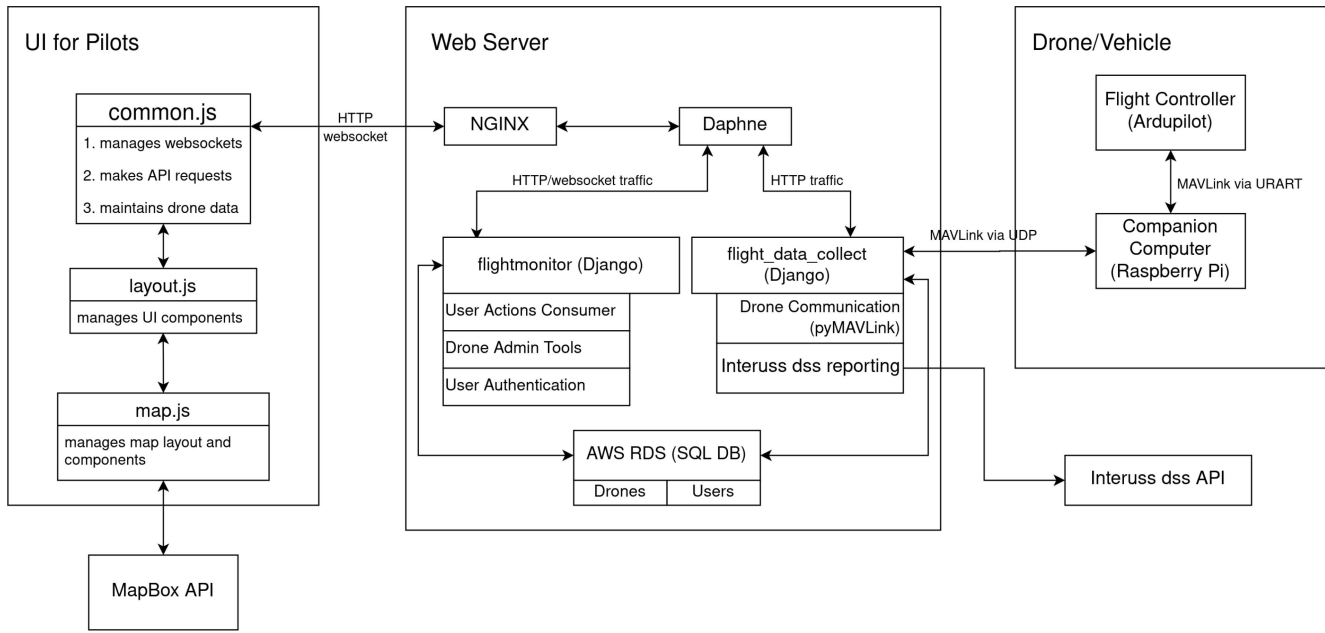 UI for Pilots
common.js
1. manages websockets
2. makes API requests
3. maintains drone data
layout.js
manages UI components
map.js
manages map layout and
components
MapBox API
HTTP
websocket
Web Server
NGINX
Daphne
HTTP/websocket traffic
HTTP traffic
flightmonitor (Django)
User Actions Consumer
Drone Admin Tools
User Authentication
flight_data_collect
(Django)
Drone Communication
(pyMAVLink)
Interuss dss reporting
AWS RDS (SQL DB)
Drones
Users
MAVLink via UDP
Drone/Vehicle
Flight Controller
(Ardupilot)
MAVLink via URART
Companion
Computer
(Raspberry Pi)
Interuss dss API